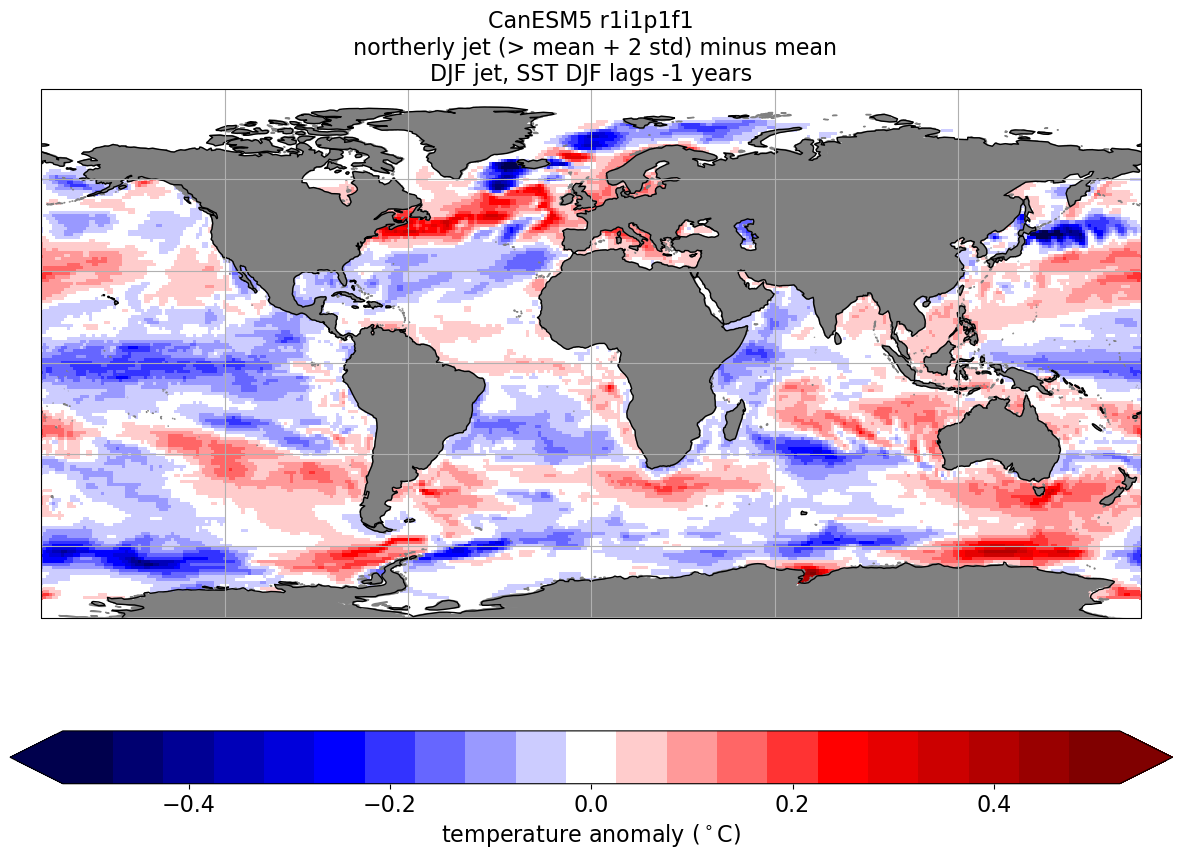 CanESM5 r1i1p1f1
northerly jet (> mean + 2 std) minus mean
DJF jet, SST DJF lags -1 years
−0.4 −0.2 0.0 0.2 0.4
temperature anomaly (°C)